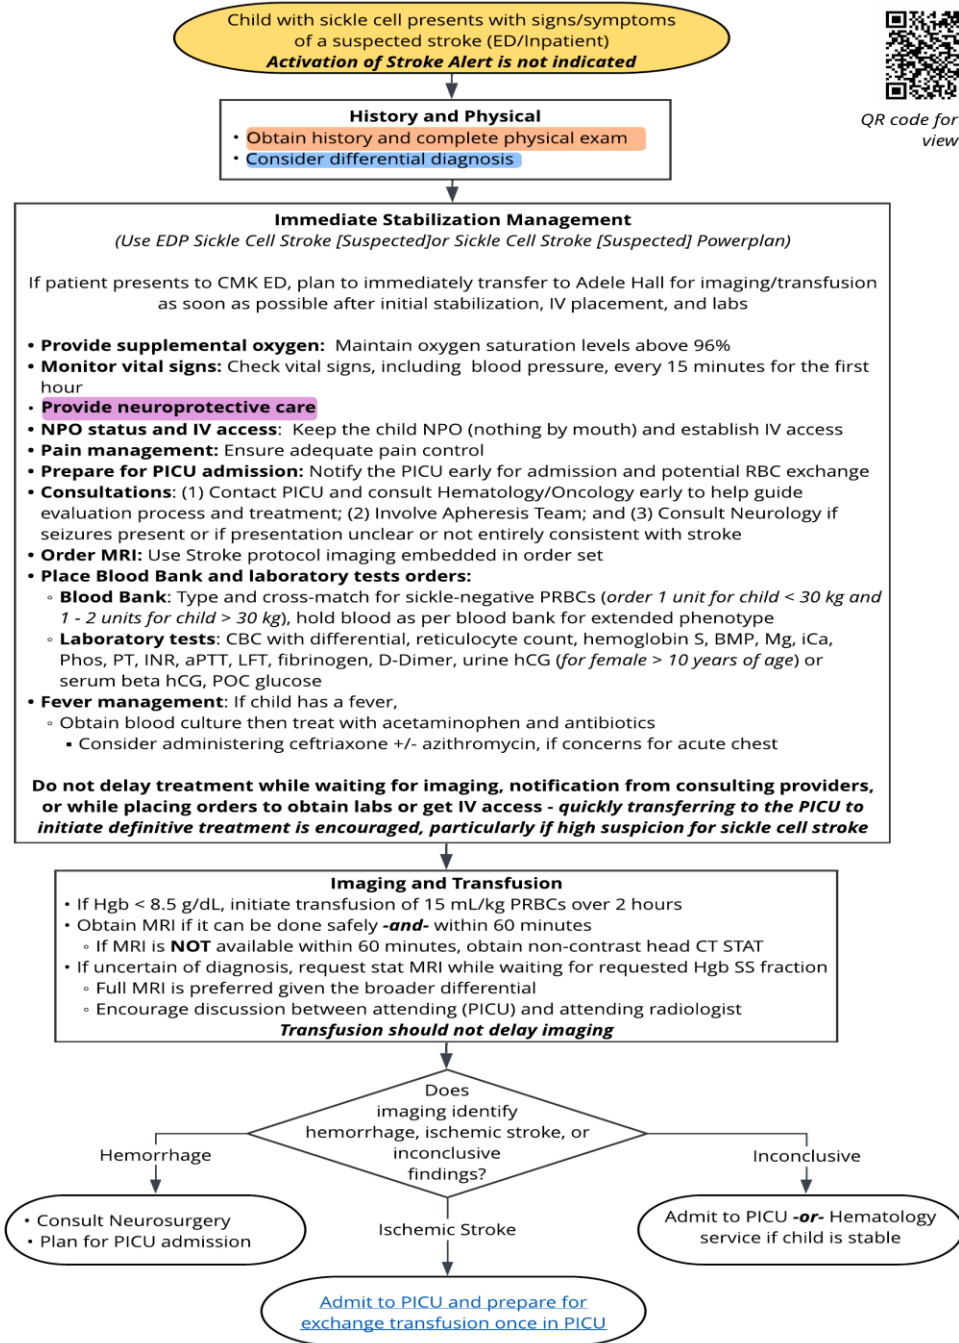 Child with sickle cell presents with signs/symptoms
of a suspected stroke (ED/Inpatient)
Activation of Stroke Alert is not indicated
QR code for
view
History and Physical
• Obtain history and complete physical exam
• Consider differential diagnosis
Immediate Stabilization Management
(Use EDP Sickle Cell Stroke [Suspected]or Sickle Cell Stroke [Suspected] Powerplan)
If patient presents to CMK ED, plan to immediately transfer to Adele Hall for imaging/transfusion
as soon as possible after initial stabilization, IV placement, and labs
• Provide supplemental oxygen: Maintain oxygen saturation levels above 96%
• Monitor vital signs: Check vital signs, including blood pressure, every 15 minutes for the first
hour
• Provide neuroprotective care
• NPO status and IV access: Keep the child NPO (nothing by mouth) and establish IV access
• Pain management: Ensure adequate pain control
• Prepare for PICU admission: Notify the PICU early for admission and potential RBC exchange
• Consultations: (1) Contact PICU and consult Hematology/Oncology early to help guide
evaluation process and treatment; (2) Involve Apheresis Team; and (3) Consult Neurology if
seizures present or if presentation unclear or not entirely consistent with stroke
• Order MRI: Use Stroke protocol imaging embedded in order set
• Place Blood Bank and laboratory tests orders:
◦ Blood Bank: Type and cross-match for sickle-negative PRBCs (order 1 unit for child < 30 kg and
1 - 2 units for child > 30 kg), hold blood as per blood bank for extended phenotype
◦ Laboratory tests: CBC with differential, reticulocyte count, hemoglobin S, BMP, Mg, iCa,
Phos, PT, INR, aPTT, LFT, fibrinogen, D-Dimer, urine hCG (for female > 10 years of age) or
serum beta hCG, POC glucose
• Fever management: If child has a fever,
◦ Obtain blood culture then treat with acetaminophen and antibiotics
▪ Consider administering ceftriaxone +/- azithromycin, if concerns for acute chest
Do not delay treatment while waiting for imaging, notification from consulting providers,
or while placing orders to obtain labs or get IV access - quickly transferring to the PICU to
initiate definitive treatment is encouraged, particularly if high suspicion for sickle cell stroke
Imaging and Transfusion
• If Hgb < 8.5 g/dL, initiate transfusion of 15 mL/kg PRBCs over 2 hours
• Obtain MRI if it can be done safely -and- within 60 minutes
◦ If MRI is NOT available within 60 minutes, obtain non-contrast head CT STAT
• If uncertain of diagnosis, request stat MRI while waiting for requested Hgb SS fraction
◦ Full MRI is preferred given the broader differential
◦ Encourage discussion between attending (PICU) and attending radiologist
Transfusion should not delay imaging
Does
imaging identify
hemorrhage, ischemic stroke, or
inconclusive
findings?
Hemorrhage
Inconclusive
• Consult Neurosurgery
• Plan for PICU admission
Ischemic Stroke
Admit to PICU -or- Hematology
service if child is stable
Admit to PICU and prepare for
exchange transfusion once in PICU